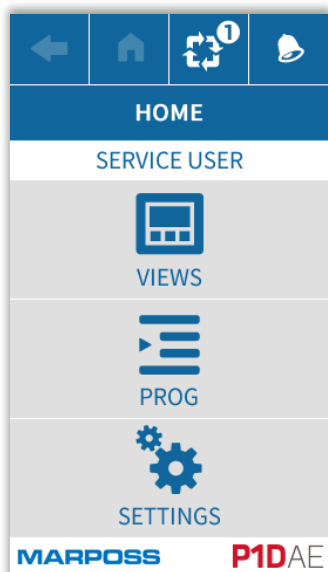 1
HOME
SERVICE USER
VIEWS
PROG
SETTINGS
MARPOSS P1DAE